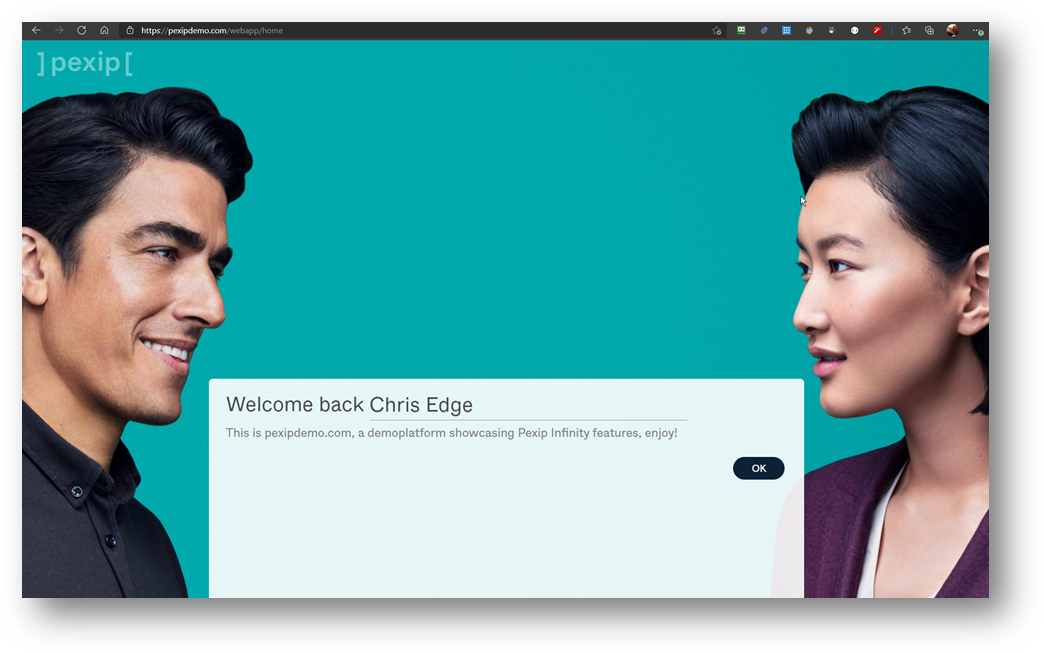 https://pexipdemo.com/webapp/home
]pexip[
Welcome back Chris Edge
This is pexipdemo.com, a demoplatform showcasing Pexip Infinity features, enjoy!
OK